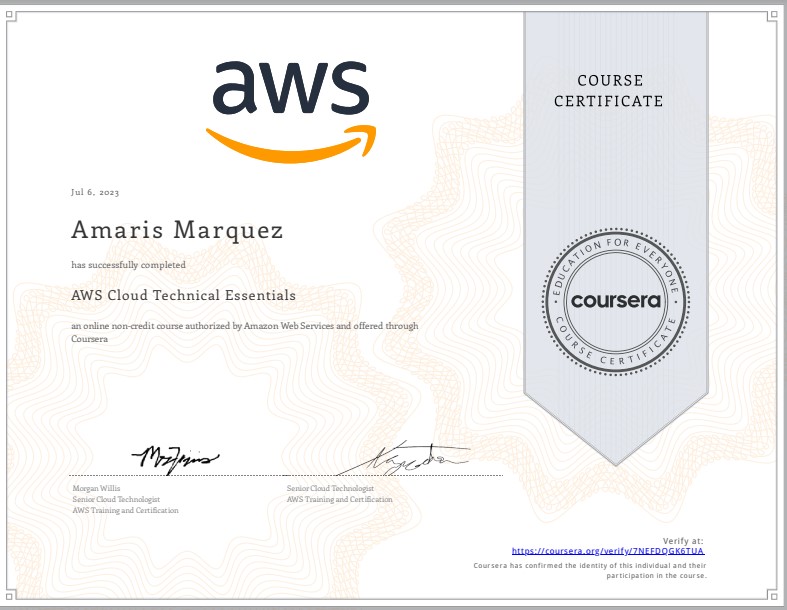 aws
COURSE
CERTIFICATE
Jul 6, 2023
Amaris Marquez
has successfully completed
AWS Cloud Technical Essentials
an online non-credit course authorized by Amazon Web Services and offered through
Coursera
EDUCATION FOR EVERYONE
coursera
COURSE CERTIFICATE
Morgan Willis
Senior Cloud Technologist
AWS Training and Certification
Senior Cloud Technologist
AWS Training and Certification
Verify at:
https://coursera.org/verify/7NEFDQGK6TUA
Coursera has confirmed the identity of this individual and their
participation in the course.